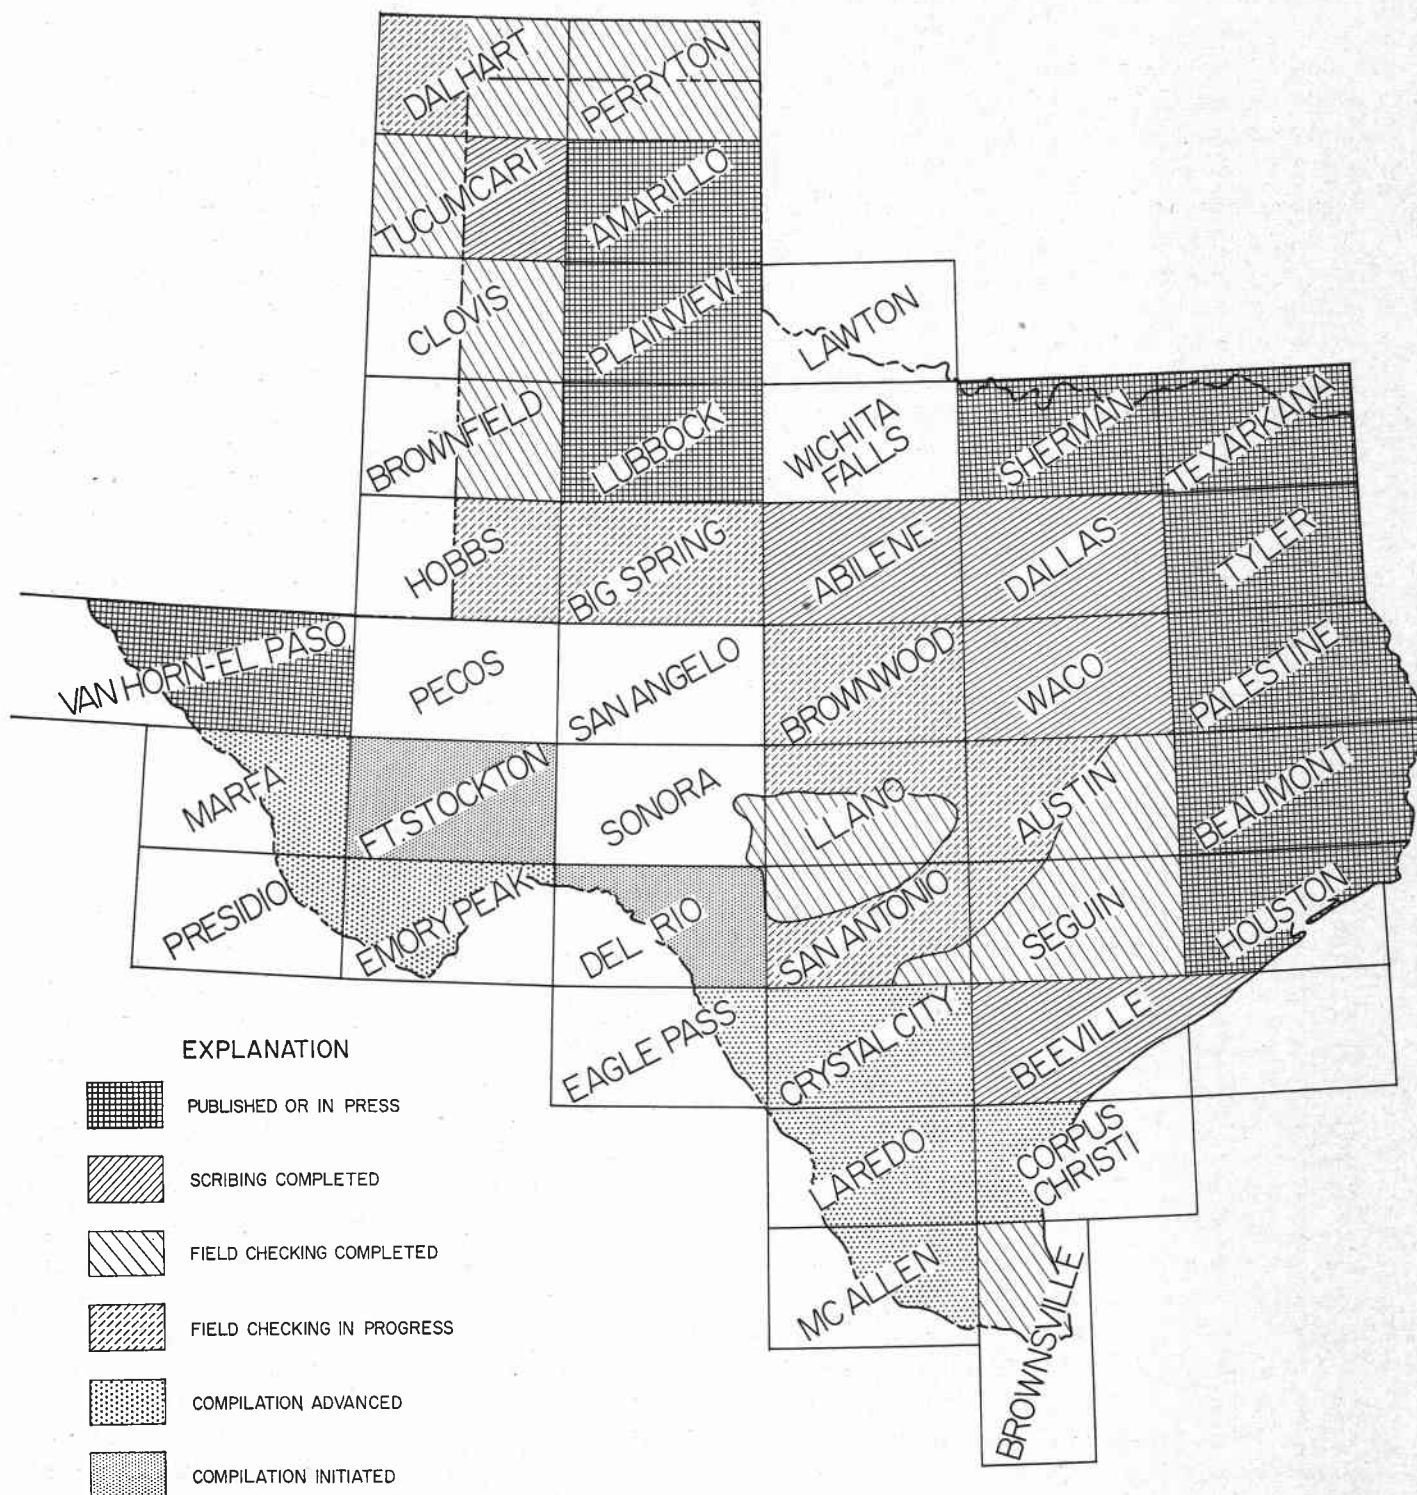 DALHART
PERRYTON
TUCUMCARI
AMARILLO
CLOVIS
PLAINVIEW
LAWTON
BROWNFIELD
LUBBOCK
WICHITA
FALLS
SHERMAN
TEXARKANA
HOBBS
BIG SPRING
ABILENE
DALLAS
TYLER
VAN HORN-EL PASO
PECOS
SAN ANGELO
BROWNWOOD
WACO
PALESTINE
MARFA
FT. STOCKTON
SONORA
LLANO
AUSTIN
BEAUMONT
PRESIDIO
EMORY PEAK
DEL RIO
SAN ANTONIO
SEGUIN
HOUSTON
EAGLE PASS
CRYSTAL CITY
BEEVILLE
LAREDO
CORPUS
CHRISTI
MC ALLEN
BROWNSVILLE
EXPLANATION
PUBLISHED OR IN PRESS
SCRIBING COMPLETED
FIELD CHECKING COMPLETED
FIELD CHECKING IN PROGRESS
COMPILATION ADVANCED
COMPILATION INITIATED